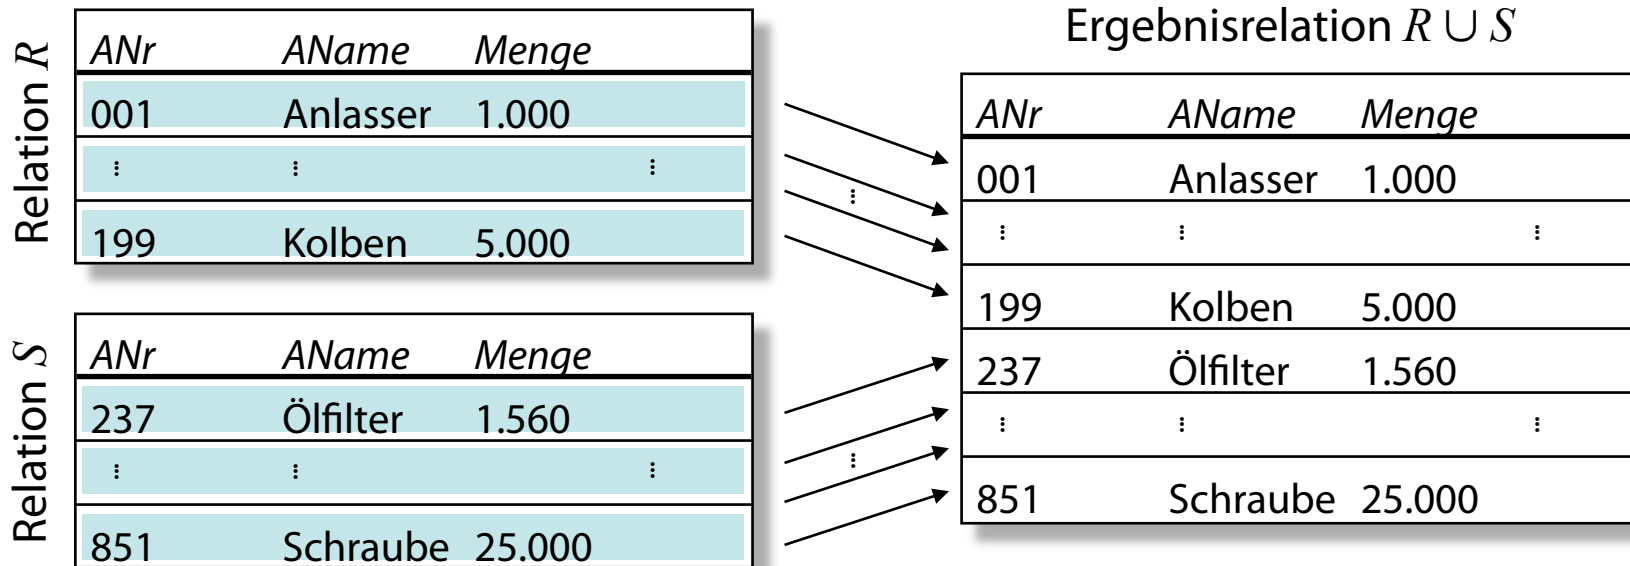 Relation R
ANr AName Menge
001 Anlasser 1.000
⋮ ⋮ ⋮
199 Kolben 5.000
Relation S
ANr AName Menge
237 Ölfilter 1.560
⋮ ⋮ ⋮
851 Schraube 25.000
⋮
⋮
Ergebnisrelation R ∪ S
ANr AName Menge
001 Anlasser 1.000
⋮ ⋮ ⋮
199 Kolben 5.000
237 Ölfilter 1.560
⋮ ⋮ ⋮
851 Schraube 25.000